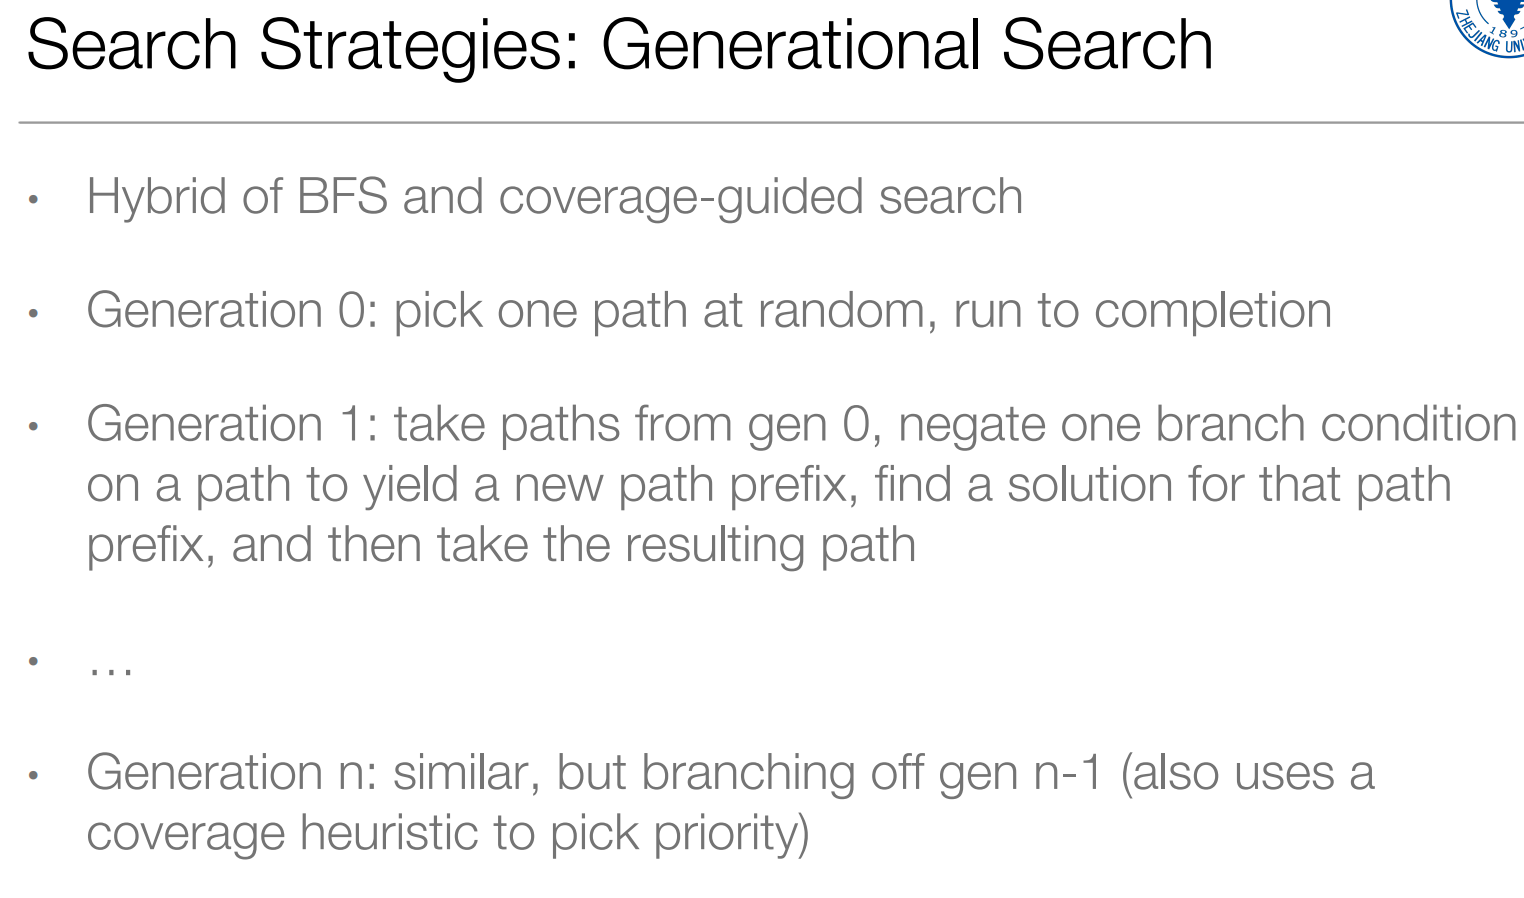 Search Strategies: Generational Search
ZHEJIANG UNI
189
• Hybrid of BFS and coverage-guided search
• Generation 0: pick one path at random, run to completion
• Generation 1: take paths from gen 0, negate one branch condition
on a path to yield a new path prefix, find a solution for that path
prefix, and then take the resulting path
• …
• Generation n: similar, but branching off gen n-1 (also uses a
coverage heuristic to pick priority)